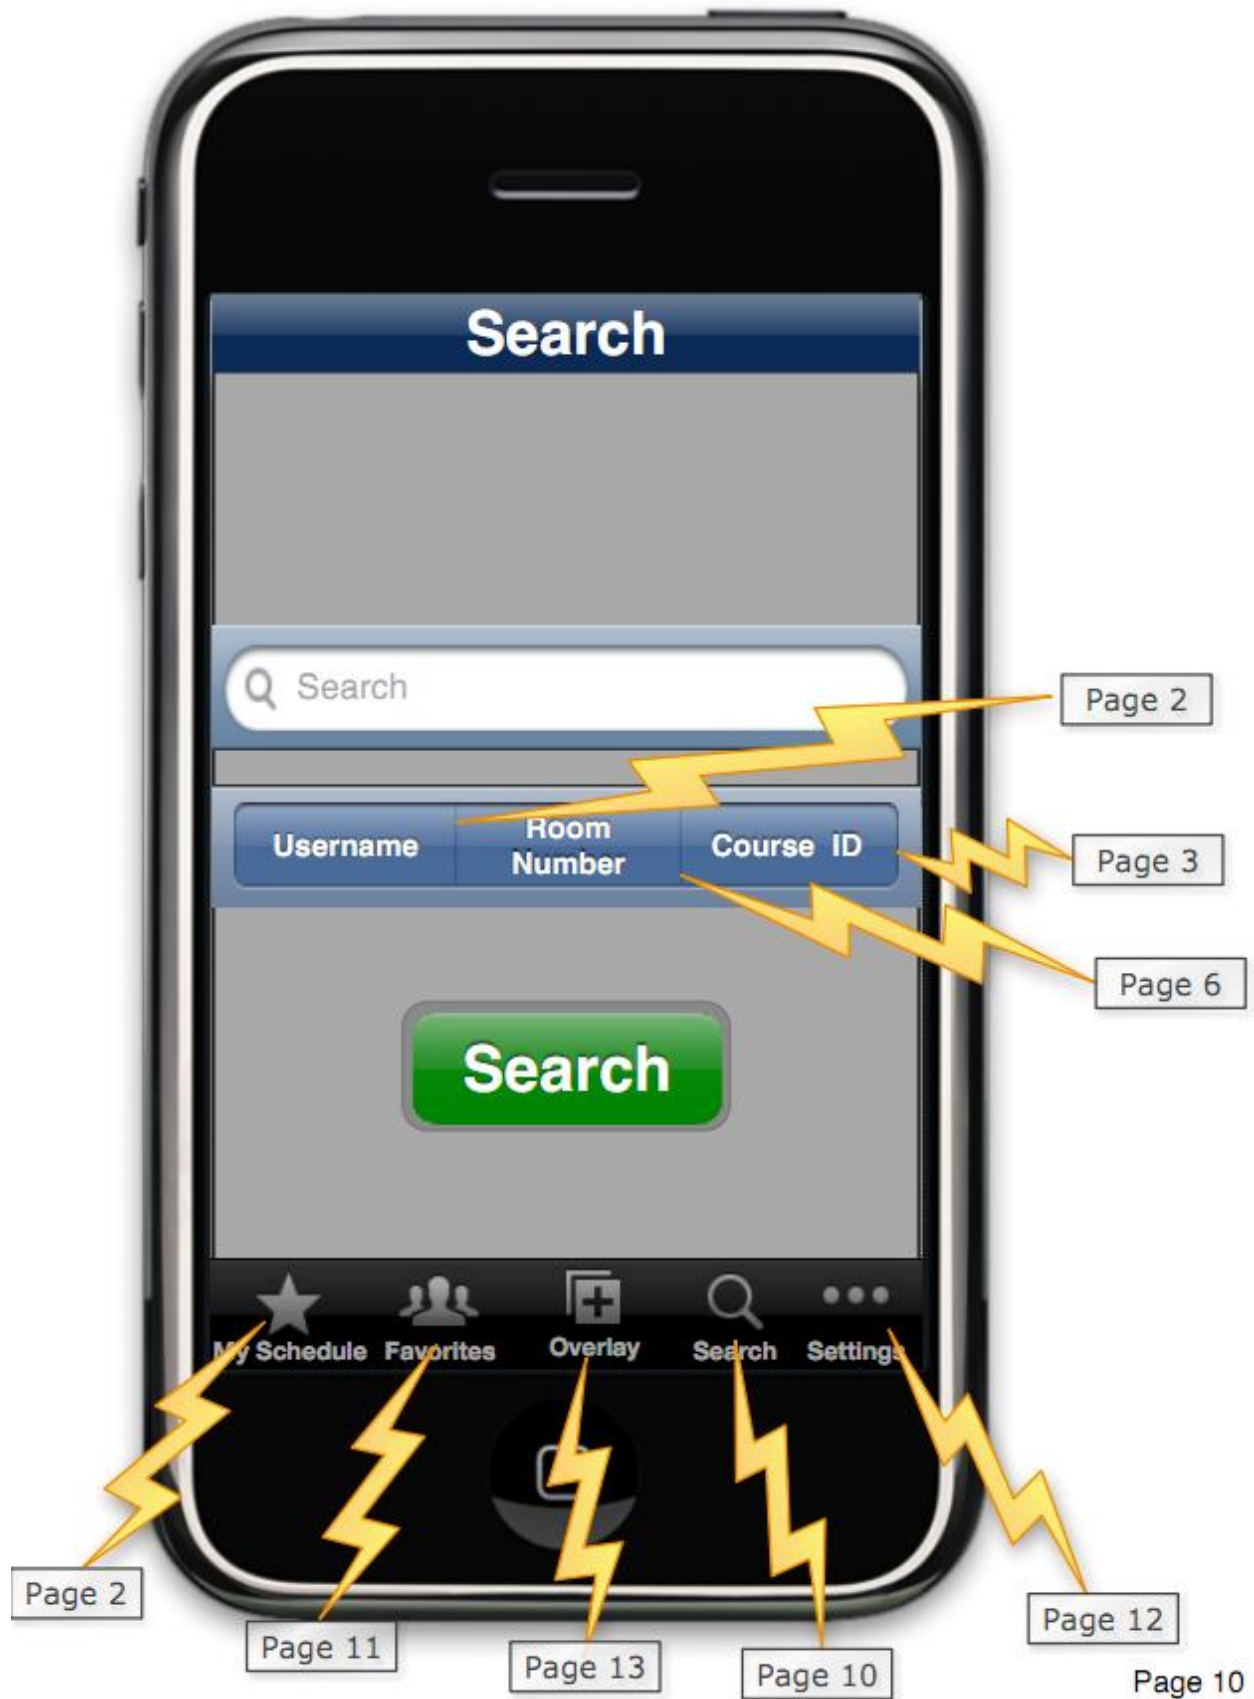 Search
Search
Page 2
Username
Room
Number
Course ID
Page 3
Page 6
Search
My Schedule
Favorites
Overlay
Search
Settings
Page 2
Page 11
Page 13
Page 10
Page 12
Page 10